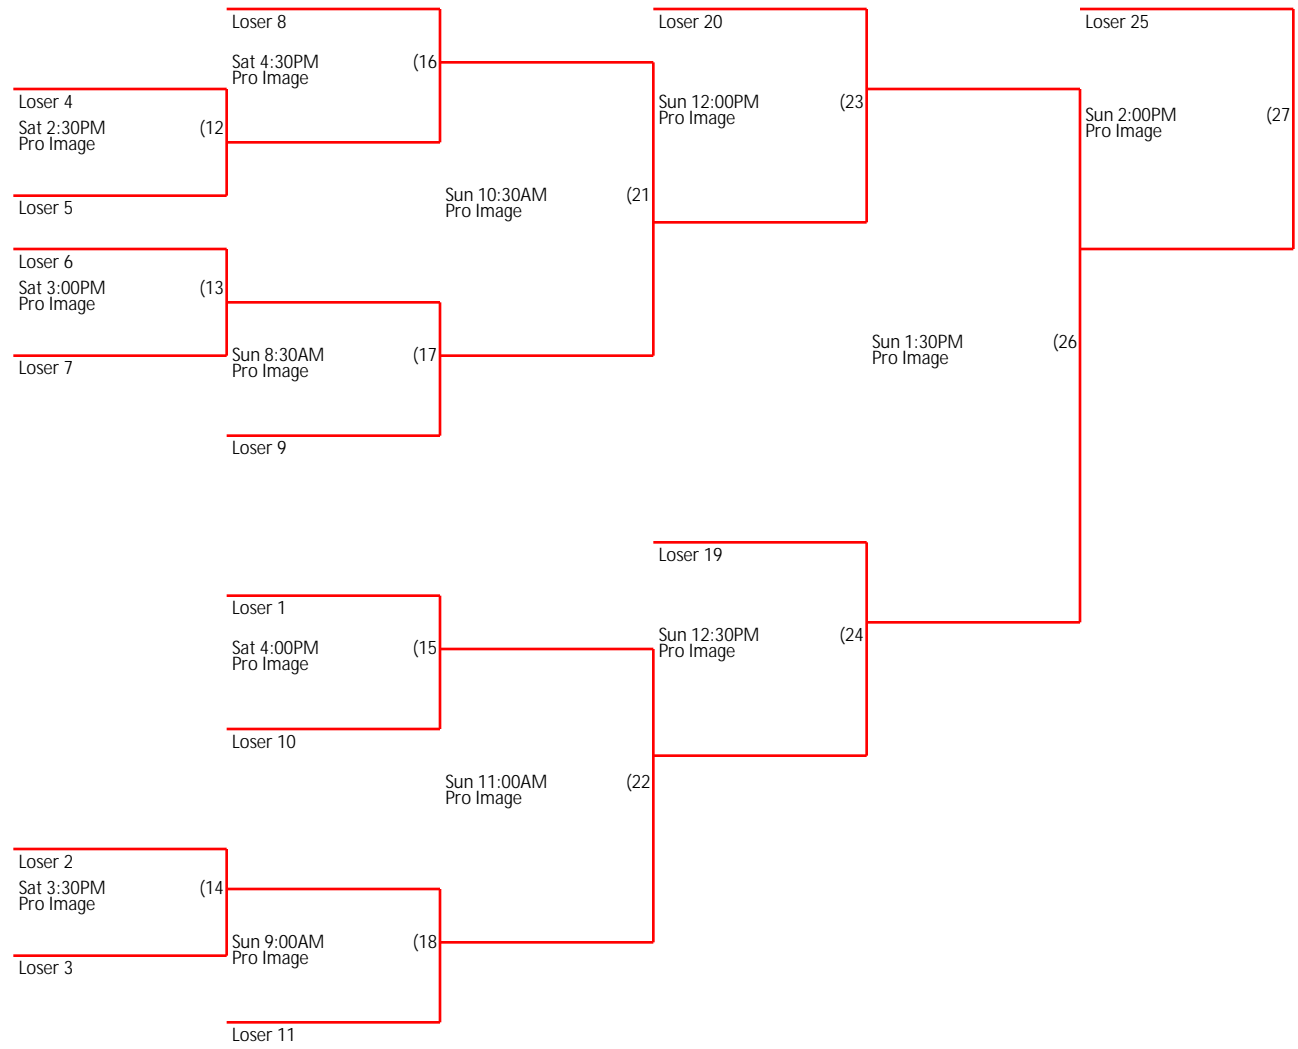 Loser 8
Sat 4:30PM (16
Pro Image
Loser 4
Sat 2:30PM (12
Pro Image
Loser 5
Loser 6
Sat 3:00PM (13
Pro Image
Loser 7
Sun 8:30AM (17
Pro Image
Loser 9
Sun 10:30AM (21
Pro Image
Loser 20
Sun 12:00PM (23
Pro Image
Loser 25
Sun 2:00PM (27
Pro Image
Sun 1:30PM (26
Pro Image
Loser 19
Sun 12:30PM (24
Pro Image
Loser 1
Sat 4:00PM (15
Pro Image
Loser 10
Sun 11:00AM (22
Pro Image
Loser 2
Sat 3:30PM (14
Pro Image
Loser 3
Sun 9:00AM (18
Pro Image
Loser 11